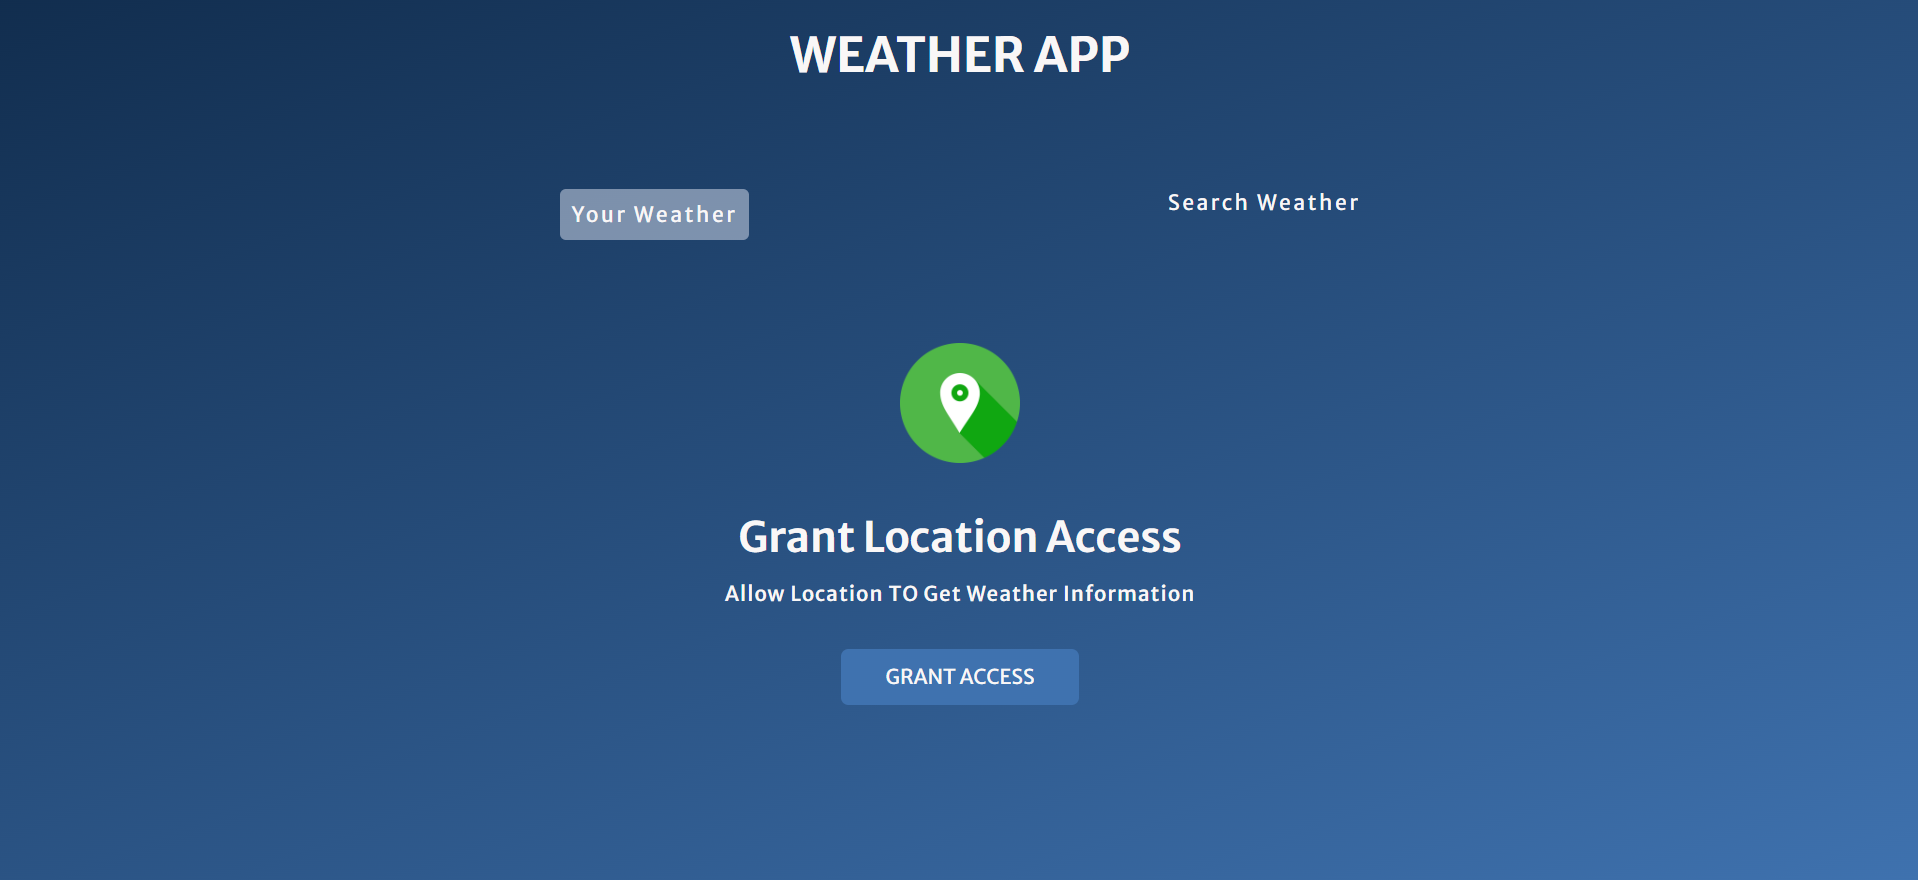 WEATHER APP
Your Weather
Search Weather
Grant Location Access
Allow Location TO Get Weather Information
GRANT ACCESS